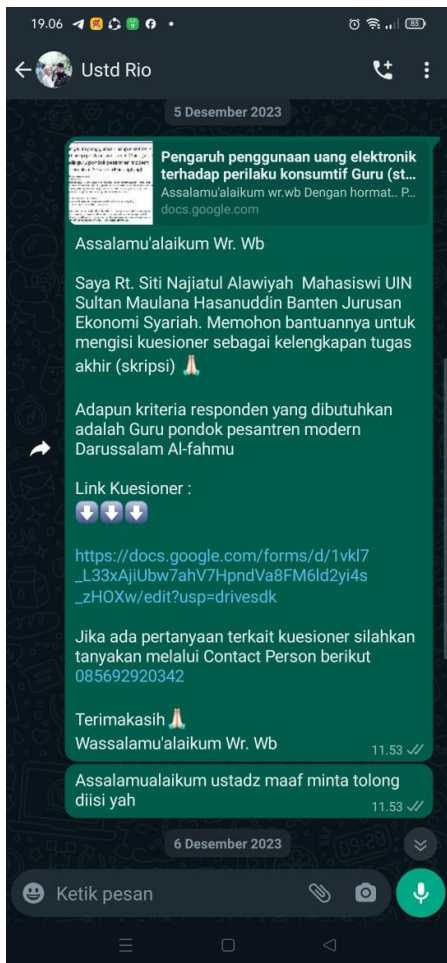 19.06
83
Ustd Rio
5 Desember 2023
Pengaruh penggunaan uang elektronik
terhadap perilaku konsumtif Guru (st...
Assalamu'alaikum wr.wb Dengan hormat.. P...
docs.google.com
Assalamu'alaikum Wr. Wb
Saya Rt. Siti Najiatul Alawiyah Mahasiswi UIN
Sultan Maulana Hasanuddin Banten Jurusan
Ekonomi Syariah. Memohon bantuannya untuk
mengisi kuesioner sebagai kelengkapan tugas
akhir (skripsi) 🙏🏻
Adapun kriteria responden yang dibutuhkan
adalah Guru pondok pesantren modern
Darussalam Al-fahmu
Link Kuesioner :
⬇️⬇️⬇️
https://docs.google.com/forms/d/1vkl7
_L33xAjiUbw7ahV7HpndVa8FM6ld2yi4s
_zHOXw/edit?usp=drivesdk
Jika ada pertanyaan terkait kuesioner silahkan
tanyakan melalui Contact Person berikut
085692920342
Terimakasih 🙏🏻
Wassalamu'alaikum Wr. Wb
11.53
Assalamualaikum ustadz maaf minta tolong
diisi yah
11.53
6 Desember 2023
Ketik pesan